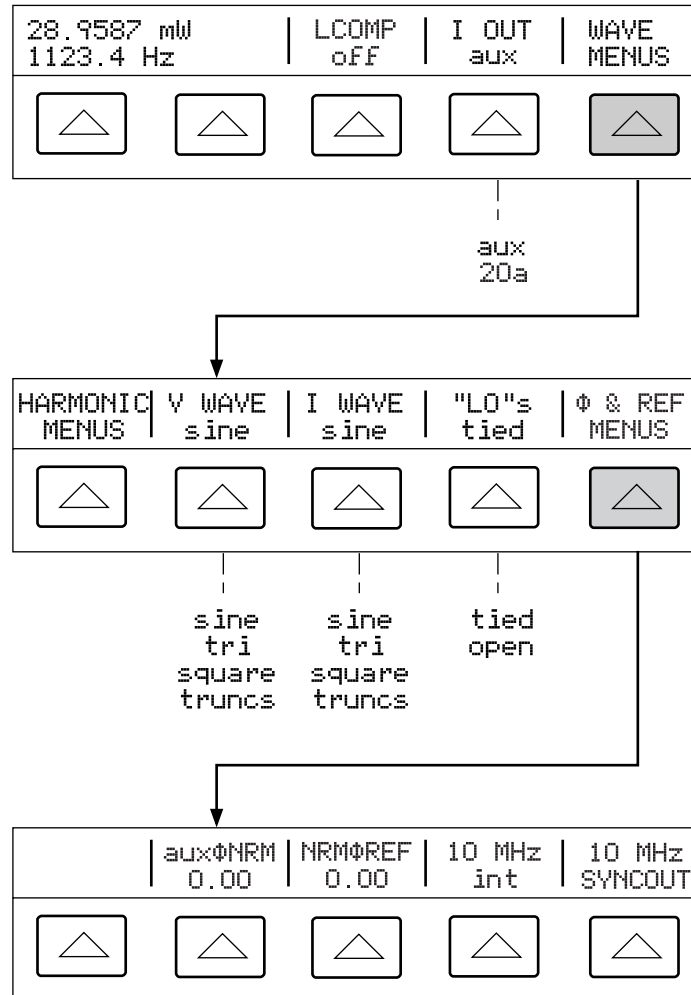 28.9587 mW
1123.4 Hz
LCOMP
off
I OUT
aux
WAVE
MENUS
aux
20a
HARMONIC
MENUS
V WAVE
sine
I WAVE
sine
"LO"s
tied
Φ & REF
MENUS
sine
tri
square
truncs
sine
tri
square
truncs
tied
open
auxΦNRM
0.00
NRMΦREF
0.00
10 MHz
int
10 MHz
SYNCOUT